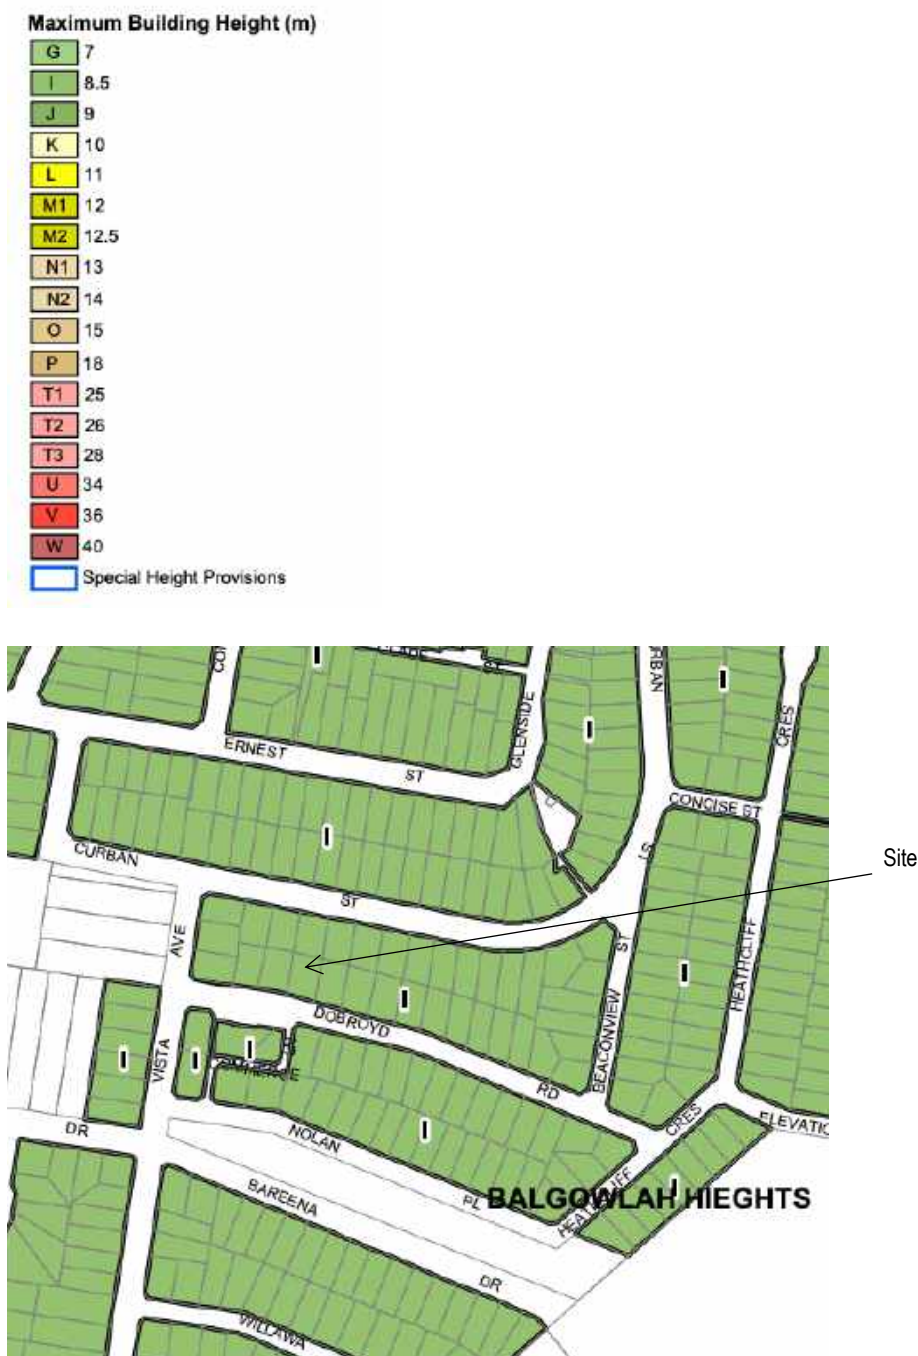 Maximum Building Height (m)
G 7
I 8.5
J 9
K 10
L 11
M1 12
M2 12.5
N1 13
N2 14
O 15
P 18
T1 25
T2 26
T3 28
U 34
V 36
W 40
Special Height Provisions
I
ST
GLENSIDE
I
RBAN
I
CRES
ERNEST
ST
CONCISE ST
I
CURBAN
ST
ST
Site
AVE
ST
HEATHCLIFF
I
I
DOBROYD
BEACONVIEW
VISTA
I
I
I
RD
CRES
DR
NOLAN
I
ELEVATIO
HEATHCLIFF
I
BAREENA
PL
BALGOWLAH HIEGHTS
DR
WILLAWA